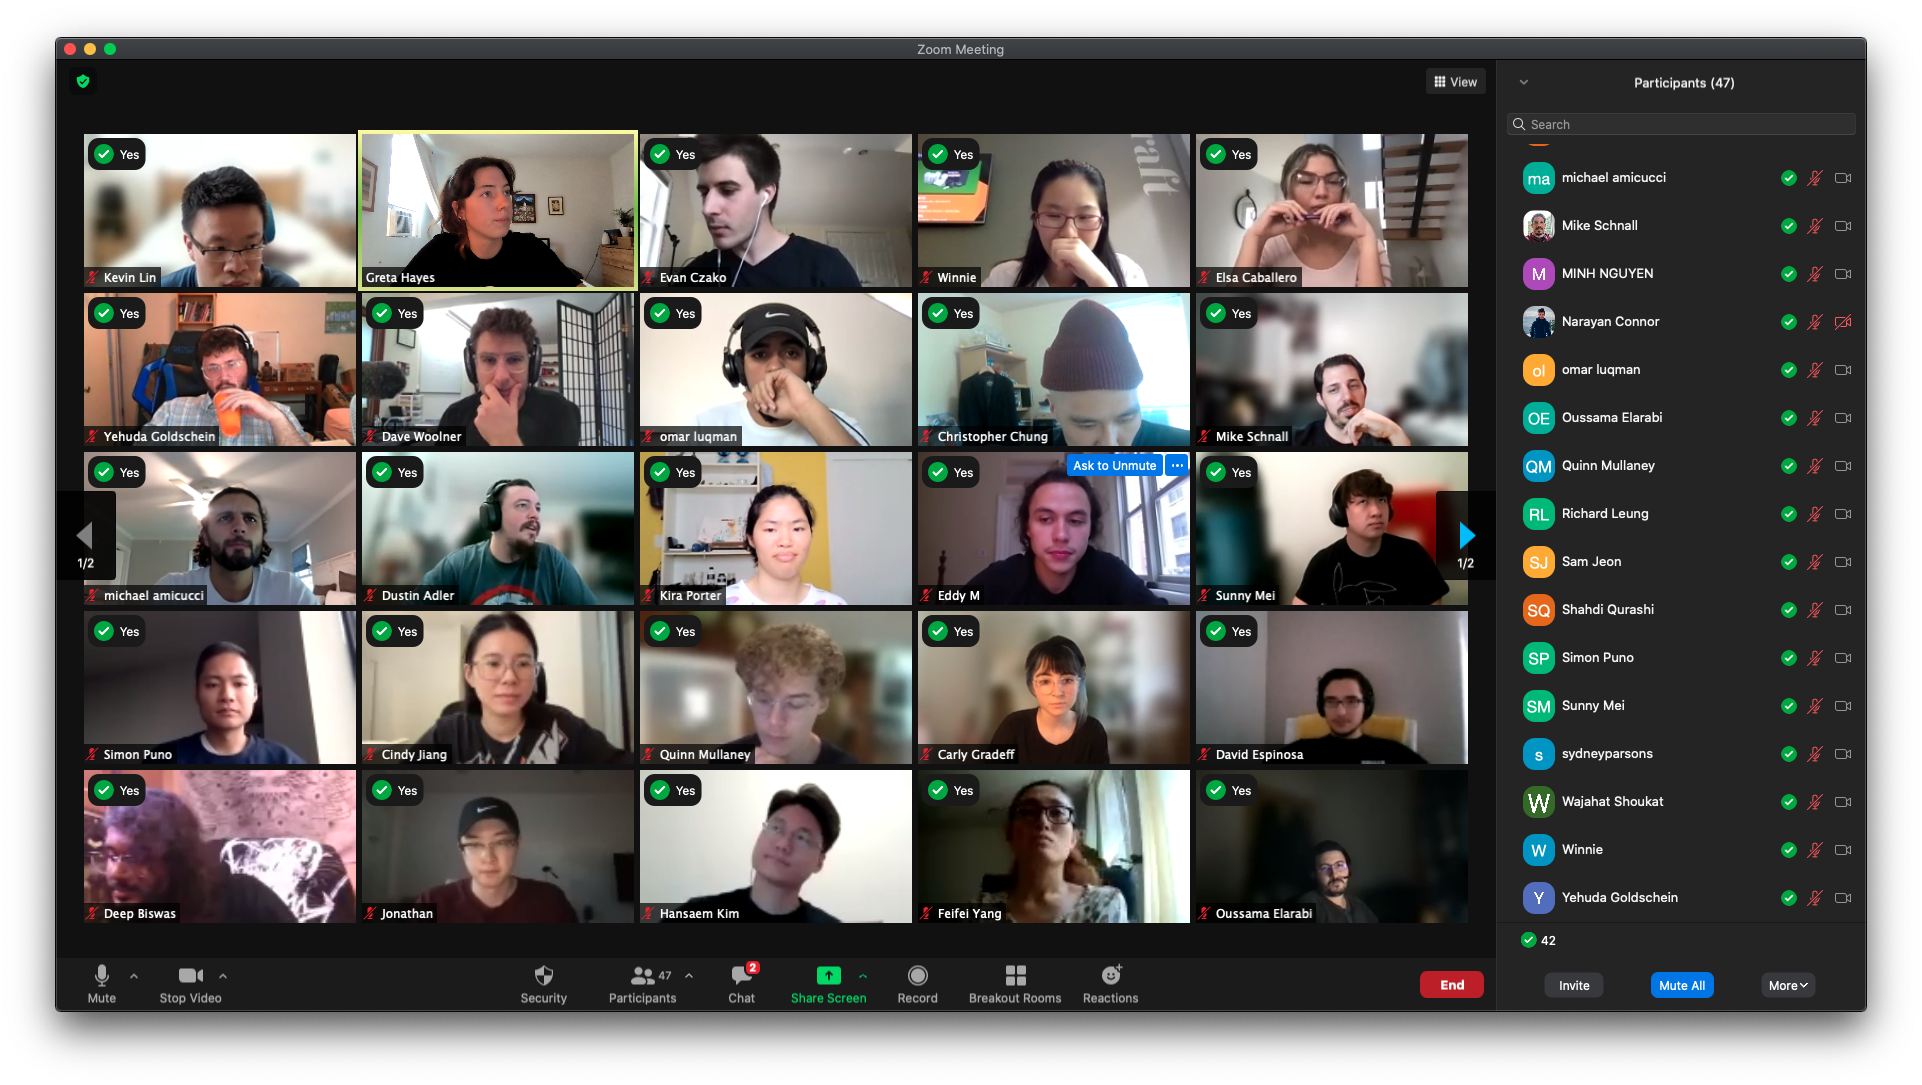 Zoom Meeting
View
Participants (47)
Search
Yes
Yes
Yes
Yes
Kevin Lin
Greta Hayes
Evan Czako
Winnie
Elsa Caballero
raft
Yes
Yes
Yes
Yes
Yes
Yehuda Goldschein
Dave Woolner
omar luqman
Christopher Chung
Mike Schnall
Yes
Yes
Yes
Yes
Ask to Unmute
Yes
1/2
1/2
michael amicucci
Dustin Adler
Kira Porter
Eddy M
Sunny Mei
Yes
Yes
Yes
Yes
Yes
Simon Puno
Cindy Jiang
Quinn Mullaney
Carly Gradeff
David Espinosa
Yes
Yes
Yes
Yes
Yes
Deep Biswas
Jonathan
Hansaem Kim
Feifei Yang
Oussama Elarabi
ma michael amicucci
Mike Schnall
M MINH NGUYEN
Narayan Connor
ol omar luqman
OE Oussama Elarabi
QM Quinn Mullaney
RL Richard Leung
SJ Sam Jeon
SQ Shahdi Qurashi
SP Simon Puno
SM Sunny Mei
s sydneyparsons
W Wajahat Shoukat
W Winnie
Y Yehuda Goldschein
42
Invite
Mute All
More
Mute
Stop Video
Security
47
Participants
2
Chat
Share Screen
Record
Breakout Rooms
Reactions
End